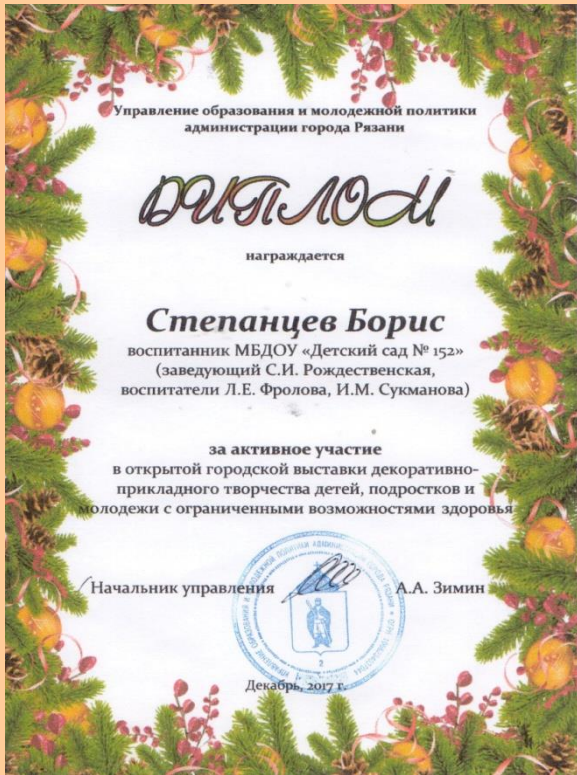 Управление образования и молодежной политики
администрации города Рязани
ДИПЛОМ
награждается
Степанцев Борис
воспитанник МБДОУ «Детский сад № 152»
(заведующий С.И. Рождественская,
воспитатели Л.Е. Фролова, И.М. Сукманова)
за активное участие
в открытой городской выставки декоративно-
прикладного творчества детей, подростков и
молодежи с ограниченными возможностями здоровья
Начальник управления А.А. Зимин
2
Декабрь, 2017 г.